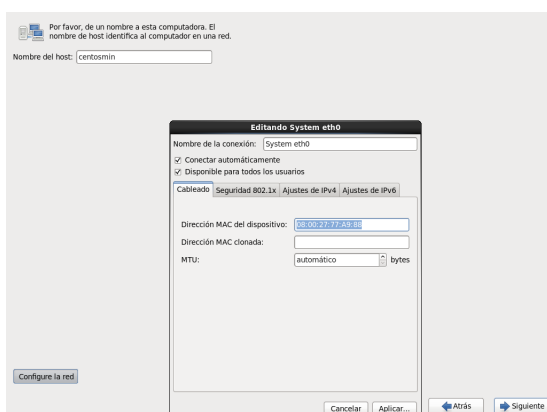 Por favor, de un nombre a esta computadora. El
nombre de host identifica al computador en una red.
Nombre del host: centosmin
Editando System eth0
Nombre de la conexión: System eth0
Conectar automáticamente
Disponible para todos los usuarios
Cableado Seguridad 802.1x Ajustes de IPv4 Ajustes de IPv6
Dirección MAC del dispositivo: 08:00:27:77:A9:88
Dirección MAC clonada:
MTU: automático bytes
Configure la red
Cancelar Aplicar...
Atrás Siguiente